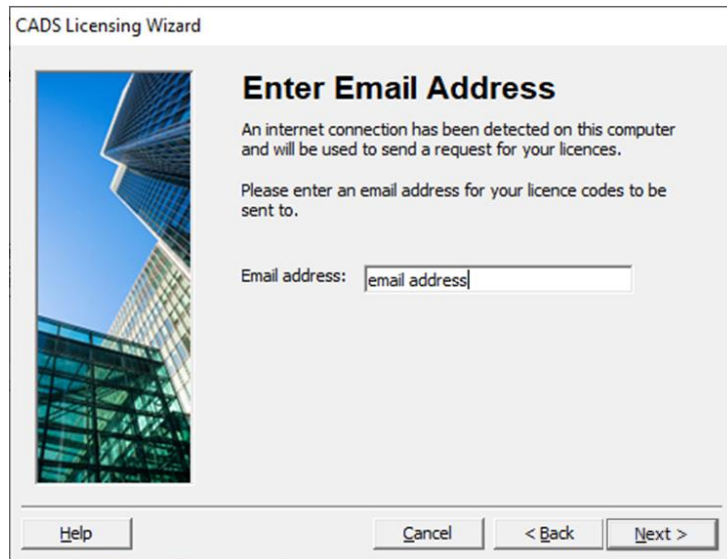 CADS Licensing Wizard
Enter Email Address
An internet connection has been detected on this computer
and will be used to send a request for your licences.
Please enter an email address for your licence codes to be
sent to.
Email address: email address
Help Cancel < Back Next >